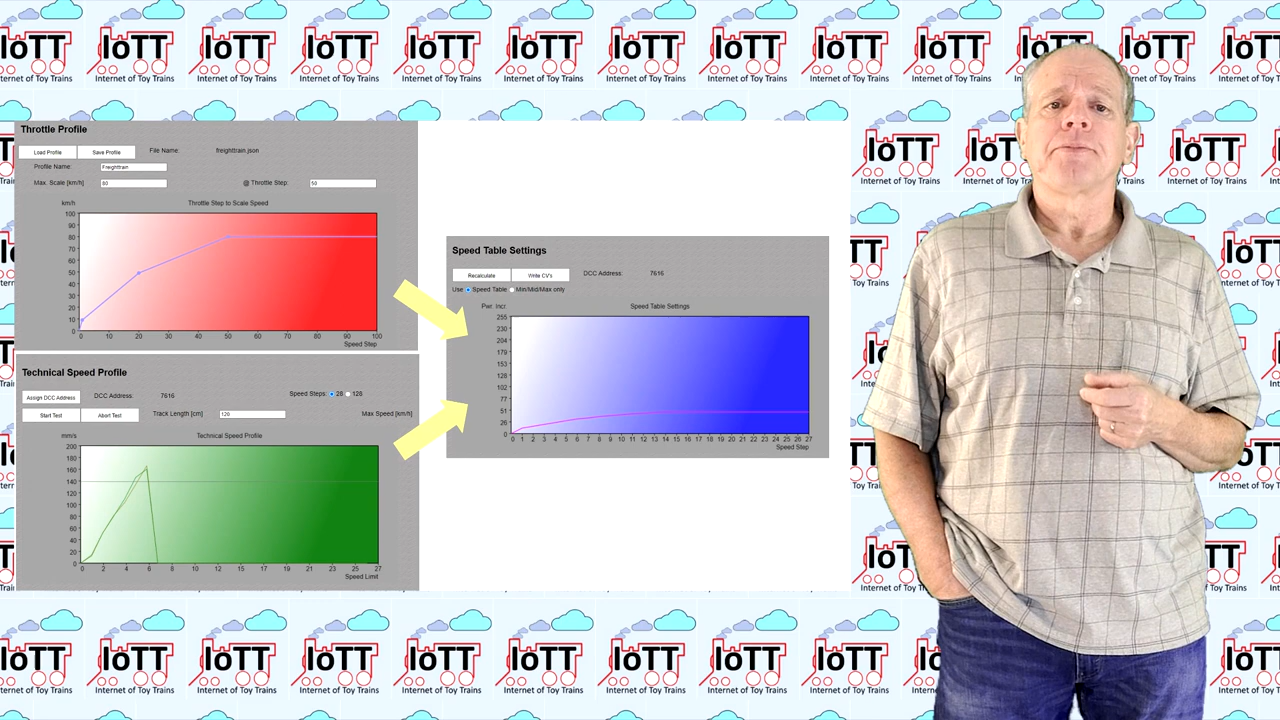 IoTT
Internet of Toy Trains
Throttle Profile
Load Profile Save Profile File Name: freighttrain.json
Profile Name: Freighttrain
Max. Scale [km/h] 80 @ Throttle Step: 50
km/h Throttle Step to Scale Speed
100
90
80
70
60
50
40
30
20
10
0
0 10 20 30 40 50 60 70 80 90 100
Speed Step
Technical Speed Profile
Assign DCC Address DCC Address: 7616 Speed Steps: 28 128
Start Test Abort Test Track Length [cm] 120 Max Speed [km/h]
mm/s Technical Speed Profile
200
180
160
140
120
100
80
60
40
20
0
0 2 4 6 8 10 12 13 15 17 19 21 23 25 27
Speed Limit
Speed Table Settings
Recalculate Write CV's DCC Address: 7616
Use Speed Table Min/Mid/Max only
Pwr. Incr. Speed Table Settings
255
230
204
179
153
128
102
77
51
26
0
0 1 2 3 4 5 6 7 8 9 10 11 12 13 14 15 16 17 18 19 20 21 22 23 24 25 26 27
Speed Step